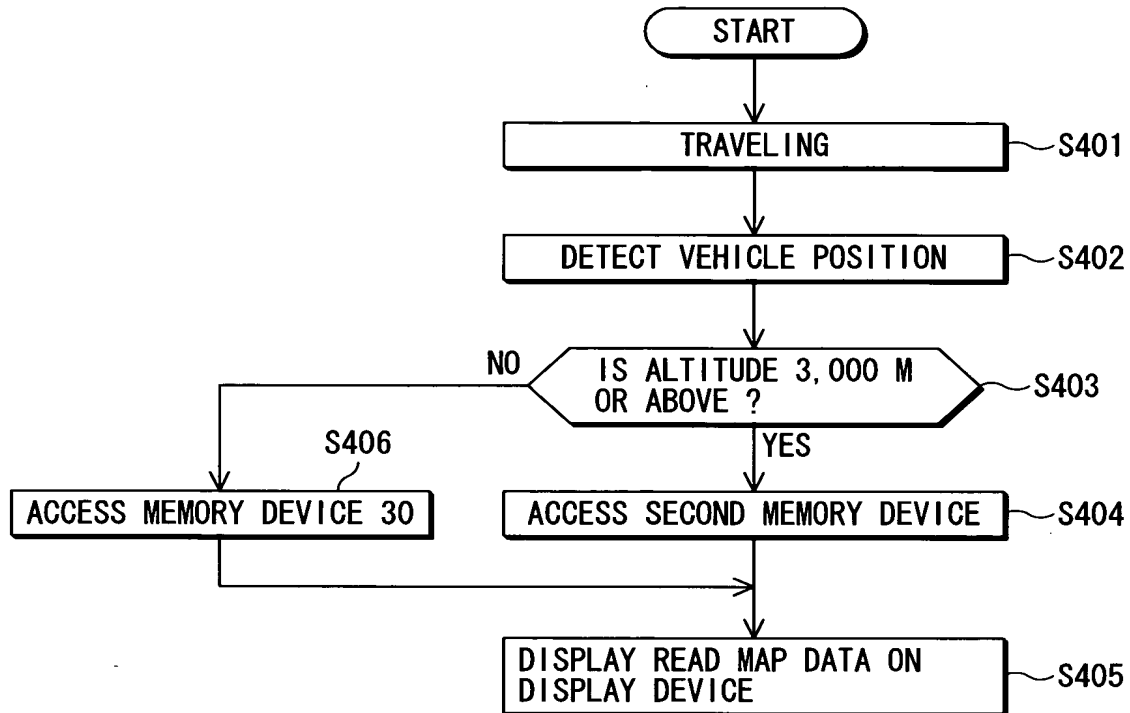 START
TRAVELING
S401
DETECT VEHICLE POSITION
S402
NO
IS ALTITUDE 3,000 M
OR ABOVE ?
S403
YES
S406
ACCESS MEMORY DEVICE 30
ACCESS SECOND MEMORY DEVICE
S404
DISPLAY READ MAP DATA ON
DISPLAY DEVICE
S405